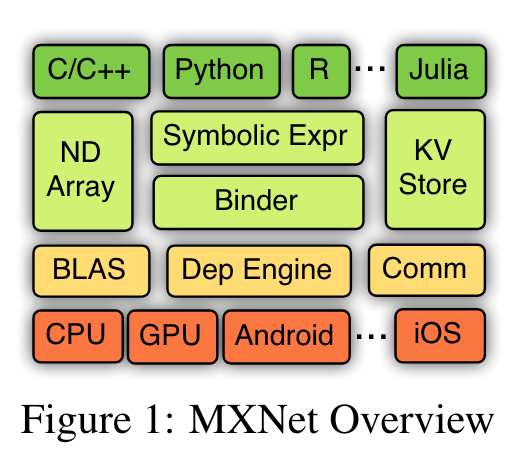 C/C++ Python R ... Julia
ND Array Symbolic Expr KV Store
Binder
BLAS Dep Engine Comm
CPU GPU Android ... iOS
Figure 1: MXNet Overview